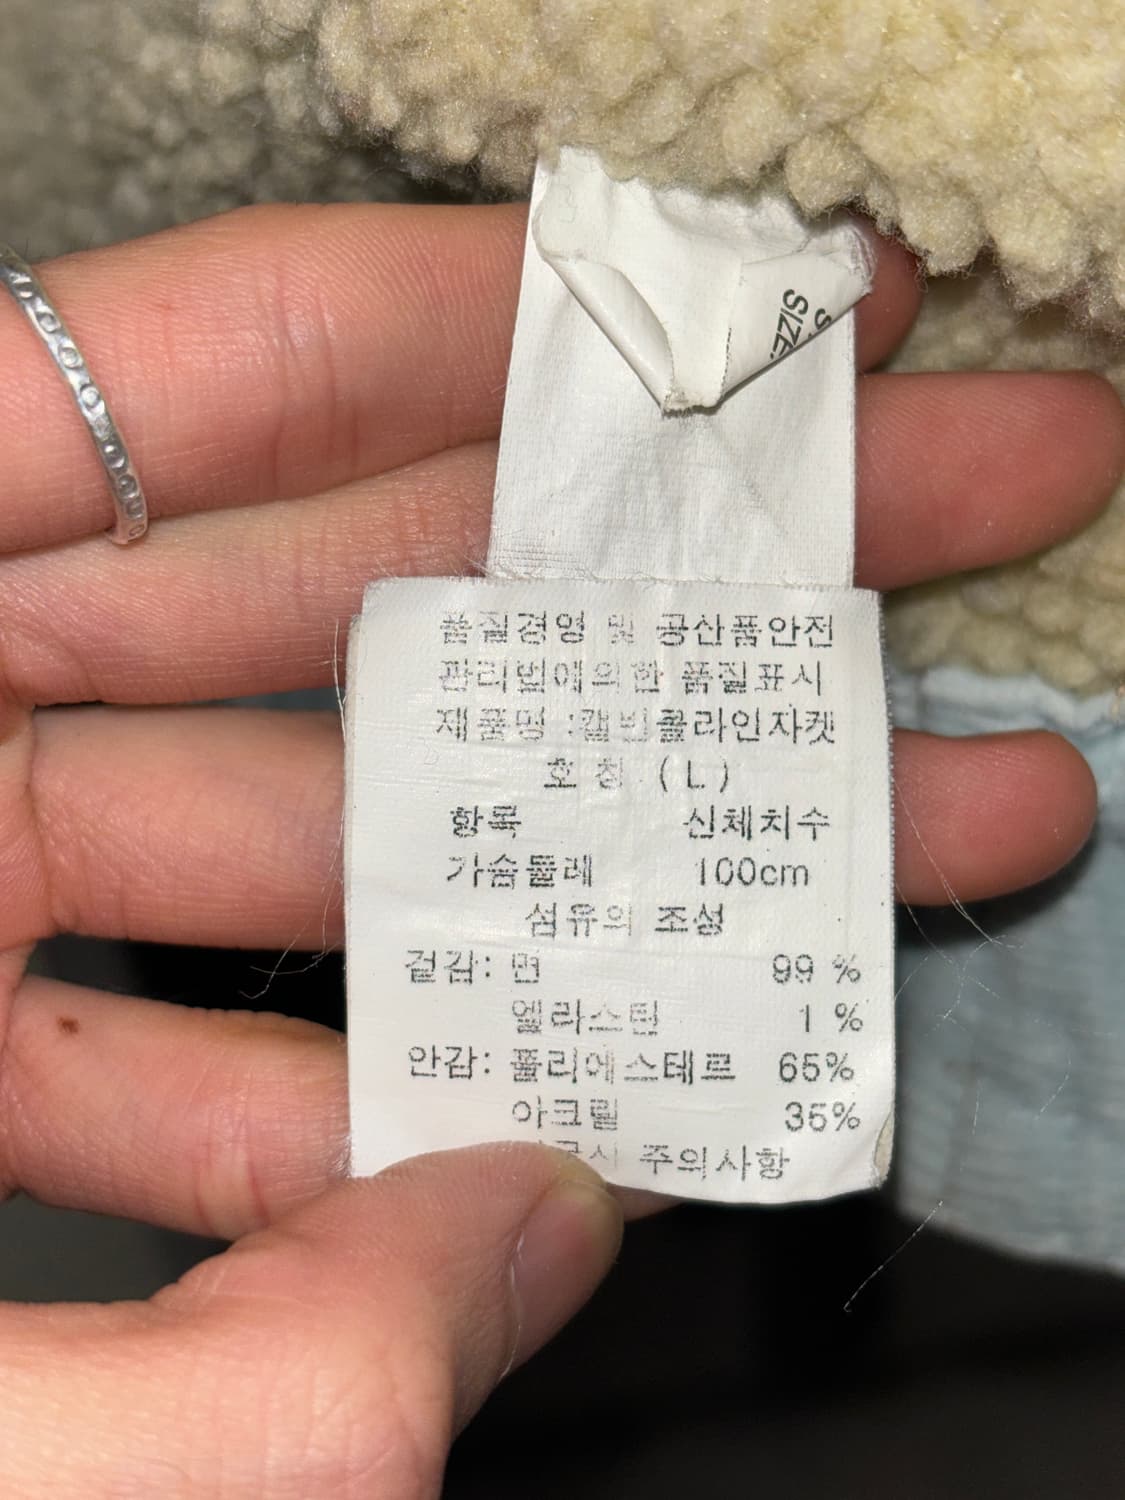 SIZE:
품질경영 및 공산품안전
관리법에의한 품질표시
제품명 :캘빈클라인자켓
호칭 (L)
항목 신체치수
가슴둘레 100cm
섬유의 조성
겉감: 면 99 %
엘라스틴 1 %
안감: 폴리에스테르 65%
아크릴 35%
주의사항